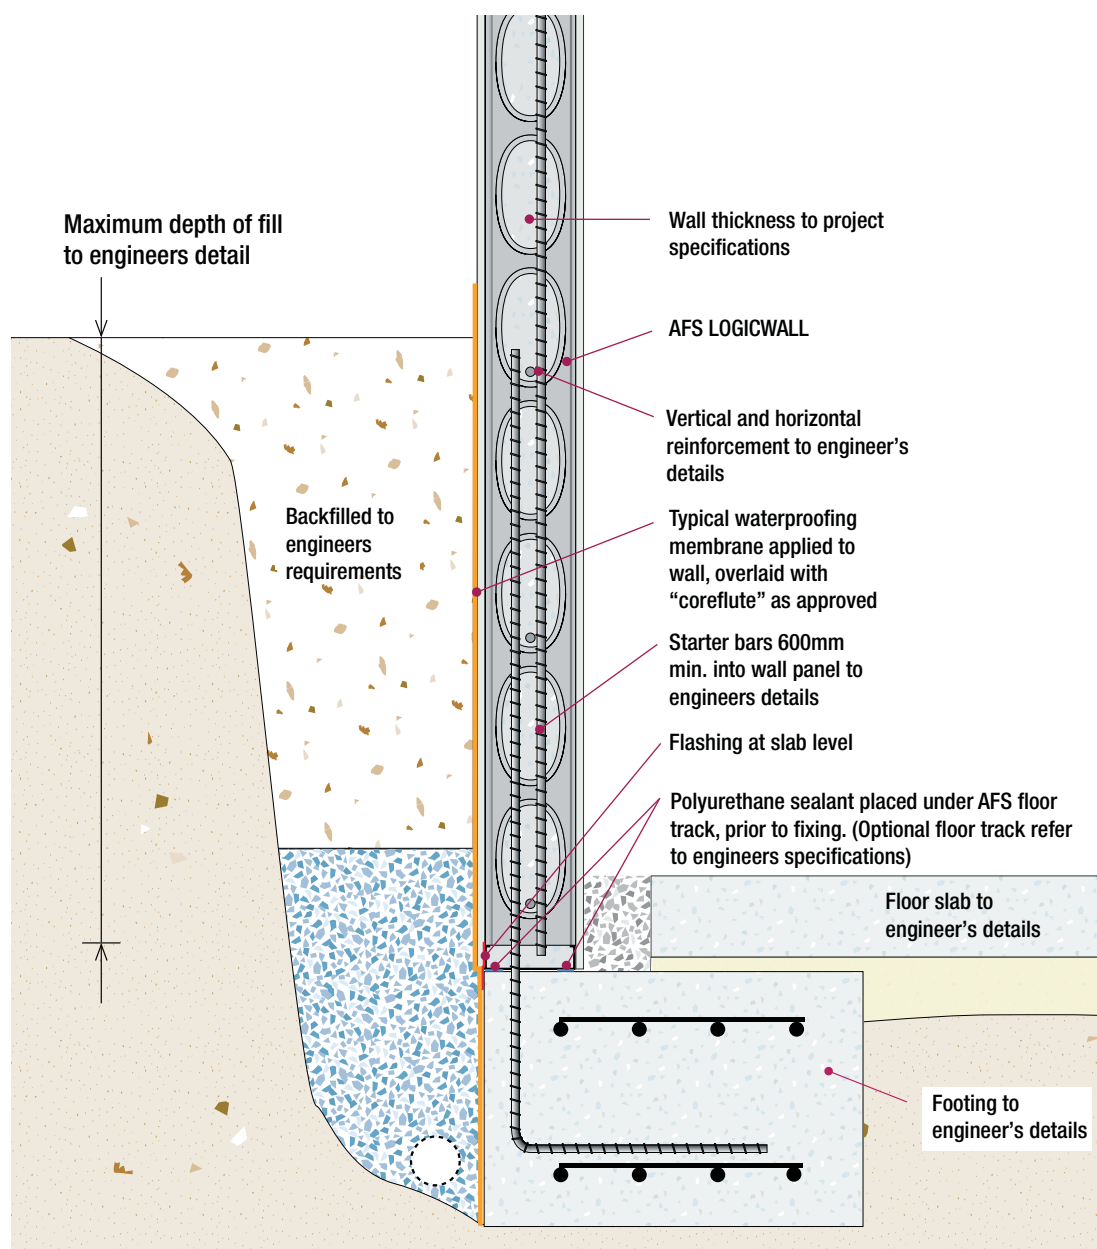 Maximum depth of fill
to engineers detail
Wall thickness to project
specifications
AFS LOGICWALL
Vertical and horizontal
reinforcement to engineer’s
details
Backfilled to
engineers
requirements
Typical waterproofing
membrane applied to
wall, overlaid with
“coreflute” as approved
Starter bars 600mm
min. into wall panel to
engineers details
Flashing at slab level
Polyurethane sealant placed under AFS floor
track, prior to fixing. (Optional floor track refer
to engineers specifications)
Floor slab to
engineer’s details
Footing to
engineer’s details